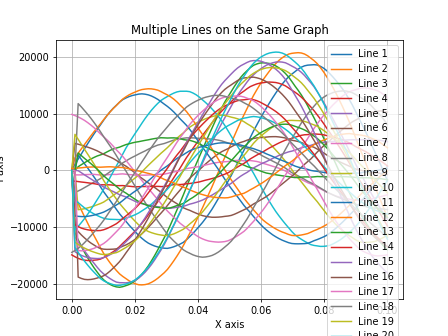 Multiple Lines on the Same Graph
20000
10000
0
−10000
−20000
0.00
0.02
0.04
0.06
X axis
Line 1
Line 2
Line 3
Line 4
Line 5
Line 6
Line 7
Line 8
Line 9
Line 10
Line 11
Line 12
Line 13
Line 14
Line 15
Line 16
Line 17
Line 18
Line 19
Line 20